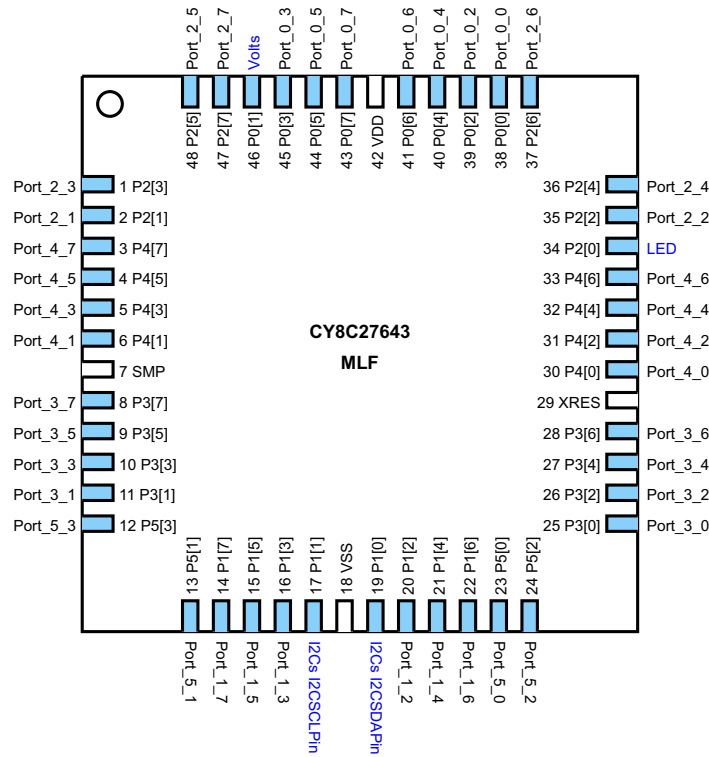 Port_2_5
Port_2_7
Volts
Port_0_3
Port_0_5
Port_0_7
Port_0_6
Port_0_4
Port_0_2
Port_0_0
Port_2_6
48 P2[5]
47 P2[7]
46 P0[1]
45 P0[3]
44 P0[5]
43 P0[7]
42 VDD
41 P0[6]
40 P0[4]
39 P0[2]
38 P0[0]
37 P2[6]
Port_2_3 1 P2[3]
Port_2_1 2 P2[1]
Port_4_7 3 P4[7]
Port_4_5 4 P4[5]
Port_4_3 5 P4[3]
Port_4_1 6 P4[1]
7 SMP
Port_3_7 8 P3[7]
Port_3_5 9 P3[5]
Port_3_3 10 P3[3]
Port_3_1 11 P3[1]
Port_5_3 12 P5[3]
CY8C27643
MLF
36 P2[4] Port_2_4
35 P2[2] Port_2_2
34 P2[0] LED
33 P4[6] Port_4_6
32 P4[4] Port_4_4
31 P4[2] Port_4_2
30 P4[0] Port_4_0
29 XRES
28 P3[6] Port_3_6
27 P3[4] Port_3_4
26 P3[2] Port_3_2
25 P3[0] Port_3_0
13 P5[1]
14 P1[7]
15 P1[5]
16 P1[3]
17 P1[1]
18 VSS
19 P1[0]
20 P1[2]
21 P1[4]
22 P1[6]
23 P5[0]
24 P5[2]
Port_5_1
Port_1_7
Port_1_5
Port_1_3
I2Cs I2CSCLPin
I2Cs I2CSDAPin
Port_1_2
Port_1_4
Port_1_6
Port_5_0
Port_5_2